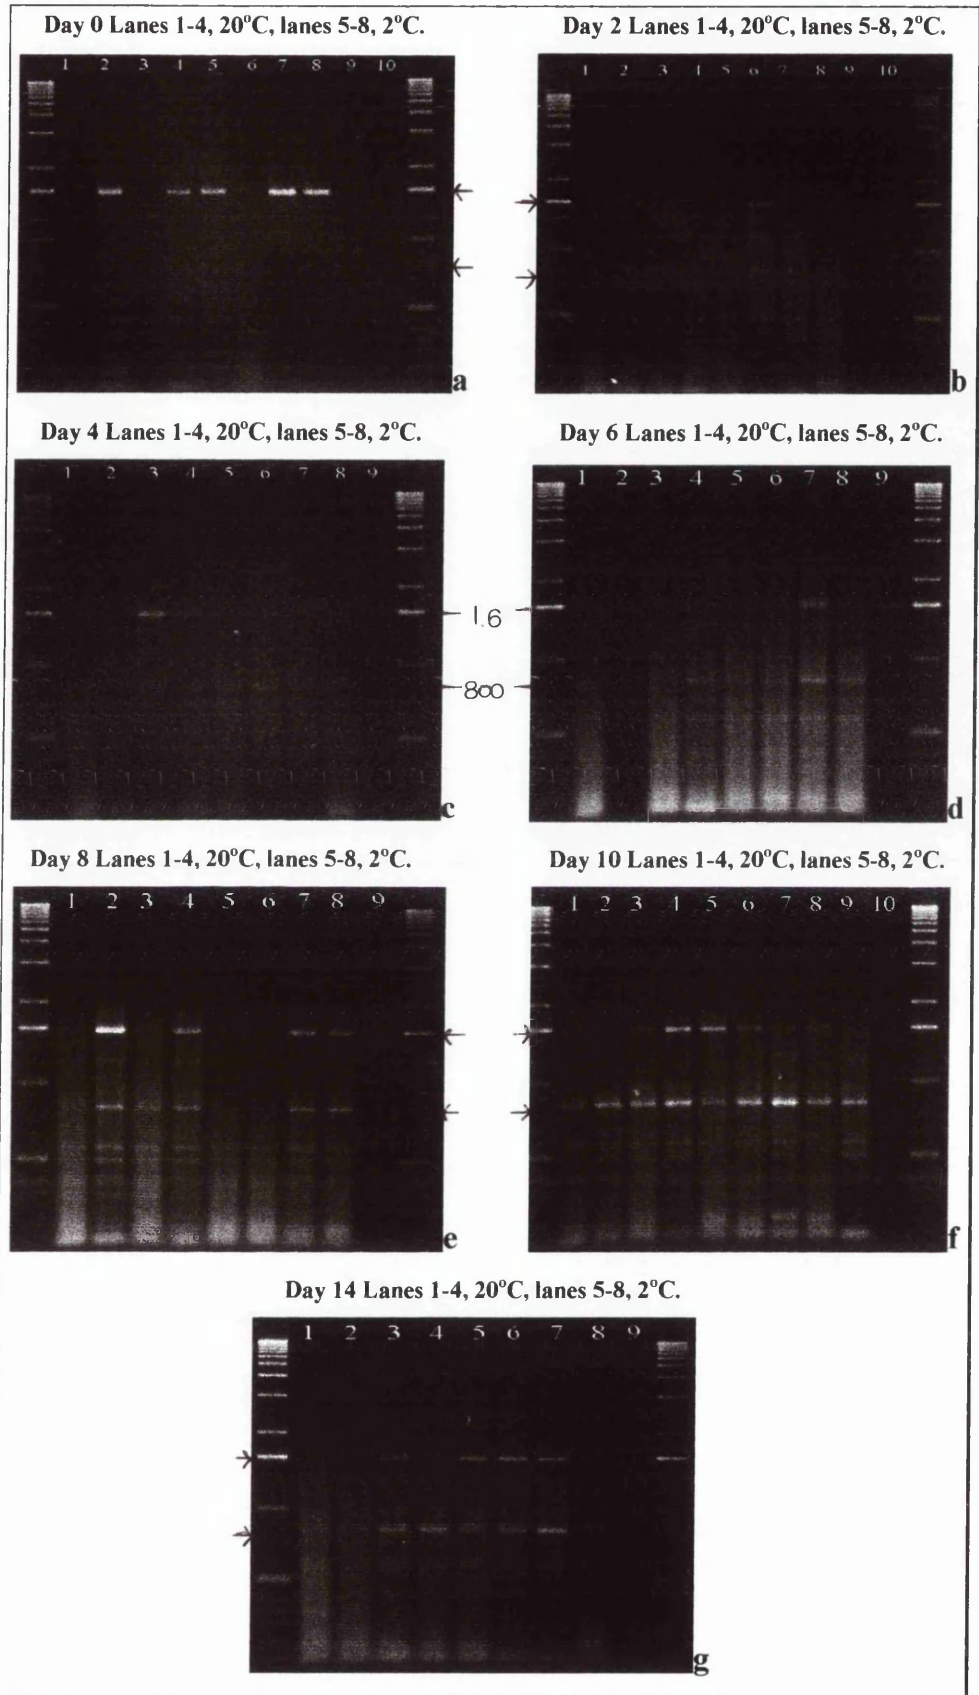 Day 0 Lanes 1-4, 20°C, lanes 5-8, 2°C.
Day 2 Lanes 1-4, 20°C, lanes 5-8, 2°C.
1 2 3 4 5 6 7 8 9 10
1 2 3 4 5 6 7 8 9 10
a
b
Day 4 Lanes 1-4, 20°C, lanes 5-8, 2°C.
Day 6 Lanes 1-4, 20°C, lanes 5-8, 2°C.
1 2 3 4 5 6 7 8 9
1 2 3 4 5 6 7 8 9
1.6
800
c
d
Day 8 Lanes 1-4, 20°C, lanes 5-8, 2°C.
Day 10 Lanes 1-4, 20°C, lanes 5-8, 2°C.
1 2 3 4 5 6 7 8 9
1 2 3 4 5 6 7 8 9 10
e
f
Day 14 Lanes 1-4, 20°C, lanes 5-8, 2°C.
1 2 3 4 5 6 7 8 9
g